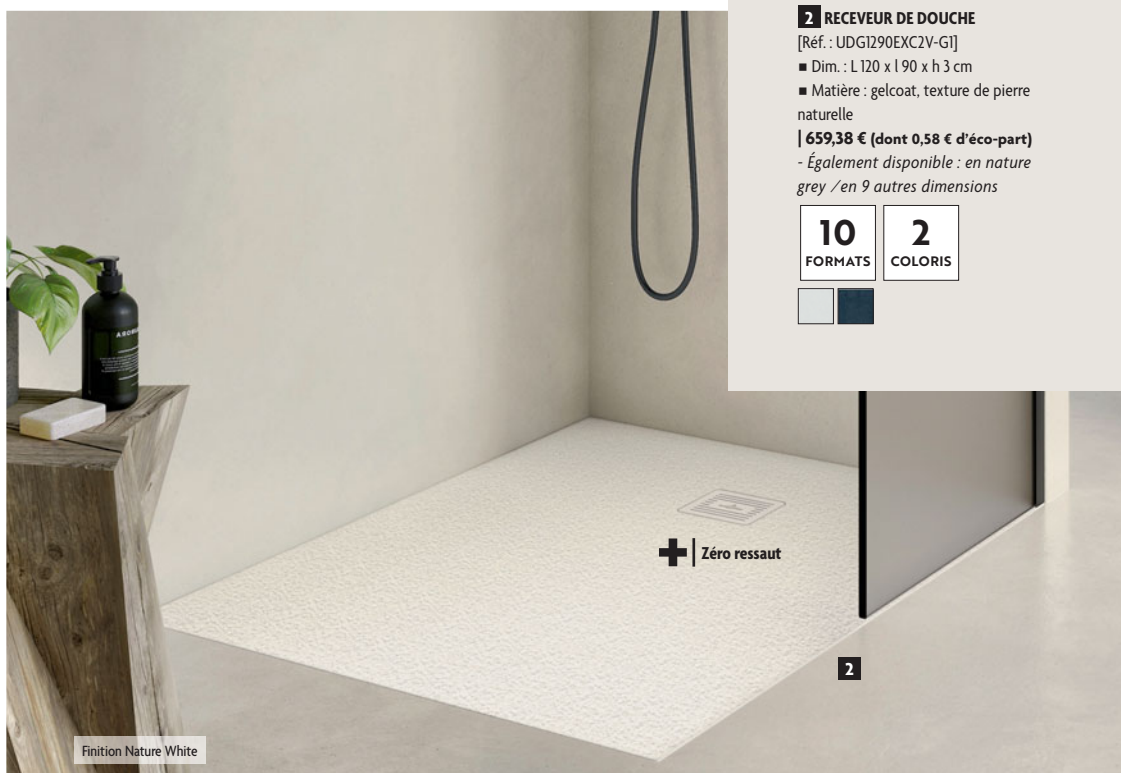 2 RECEVEUR DE DOUCHE
[Réf. : UDG1290EXC2V-G1]
■ Dim. : L 120 x l 90 x h 3 cm
■ Matière : gelcoat, texture de pierre
naturelle
| 659,38 € (dont 0,58 € d'éco-part)
- Également disponible : en nature
grey / en 9 autres dimensions
10
FORMATS
2
COLORIS
Zéro ressaut
2
Finition Nature White